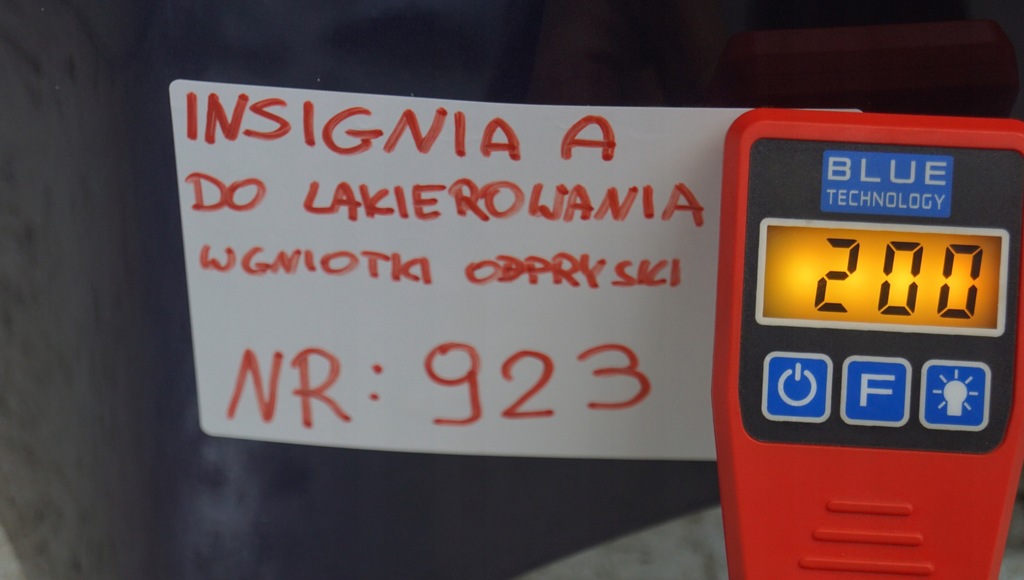 INSIGNIA A
DO LAKIEROWANIA
WGNIOTKI ODPRYSKI
NR: 923
BLUE
TECHNOLOGY
200
F